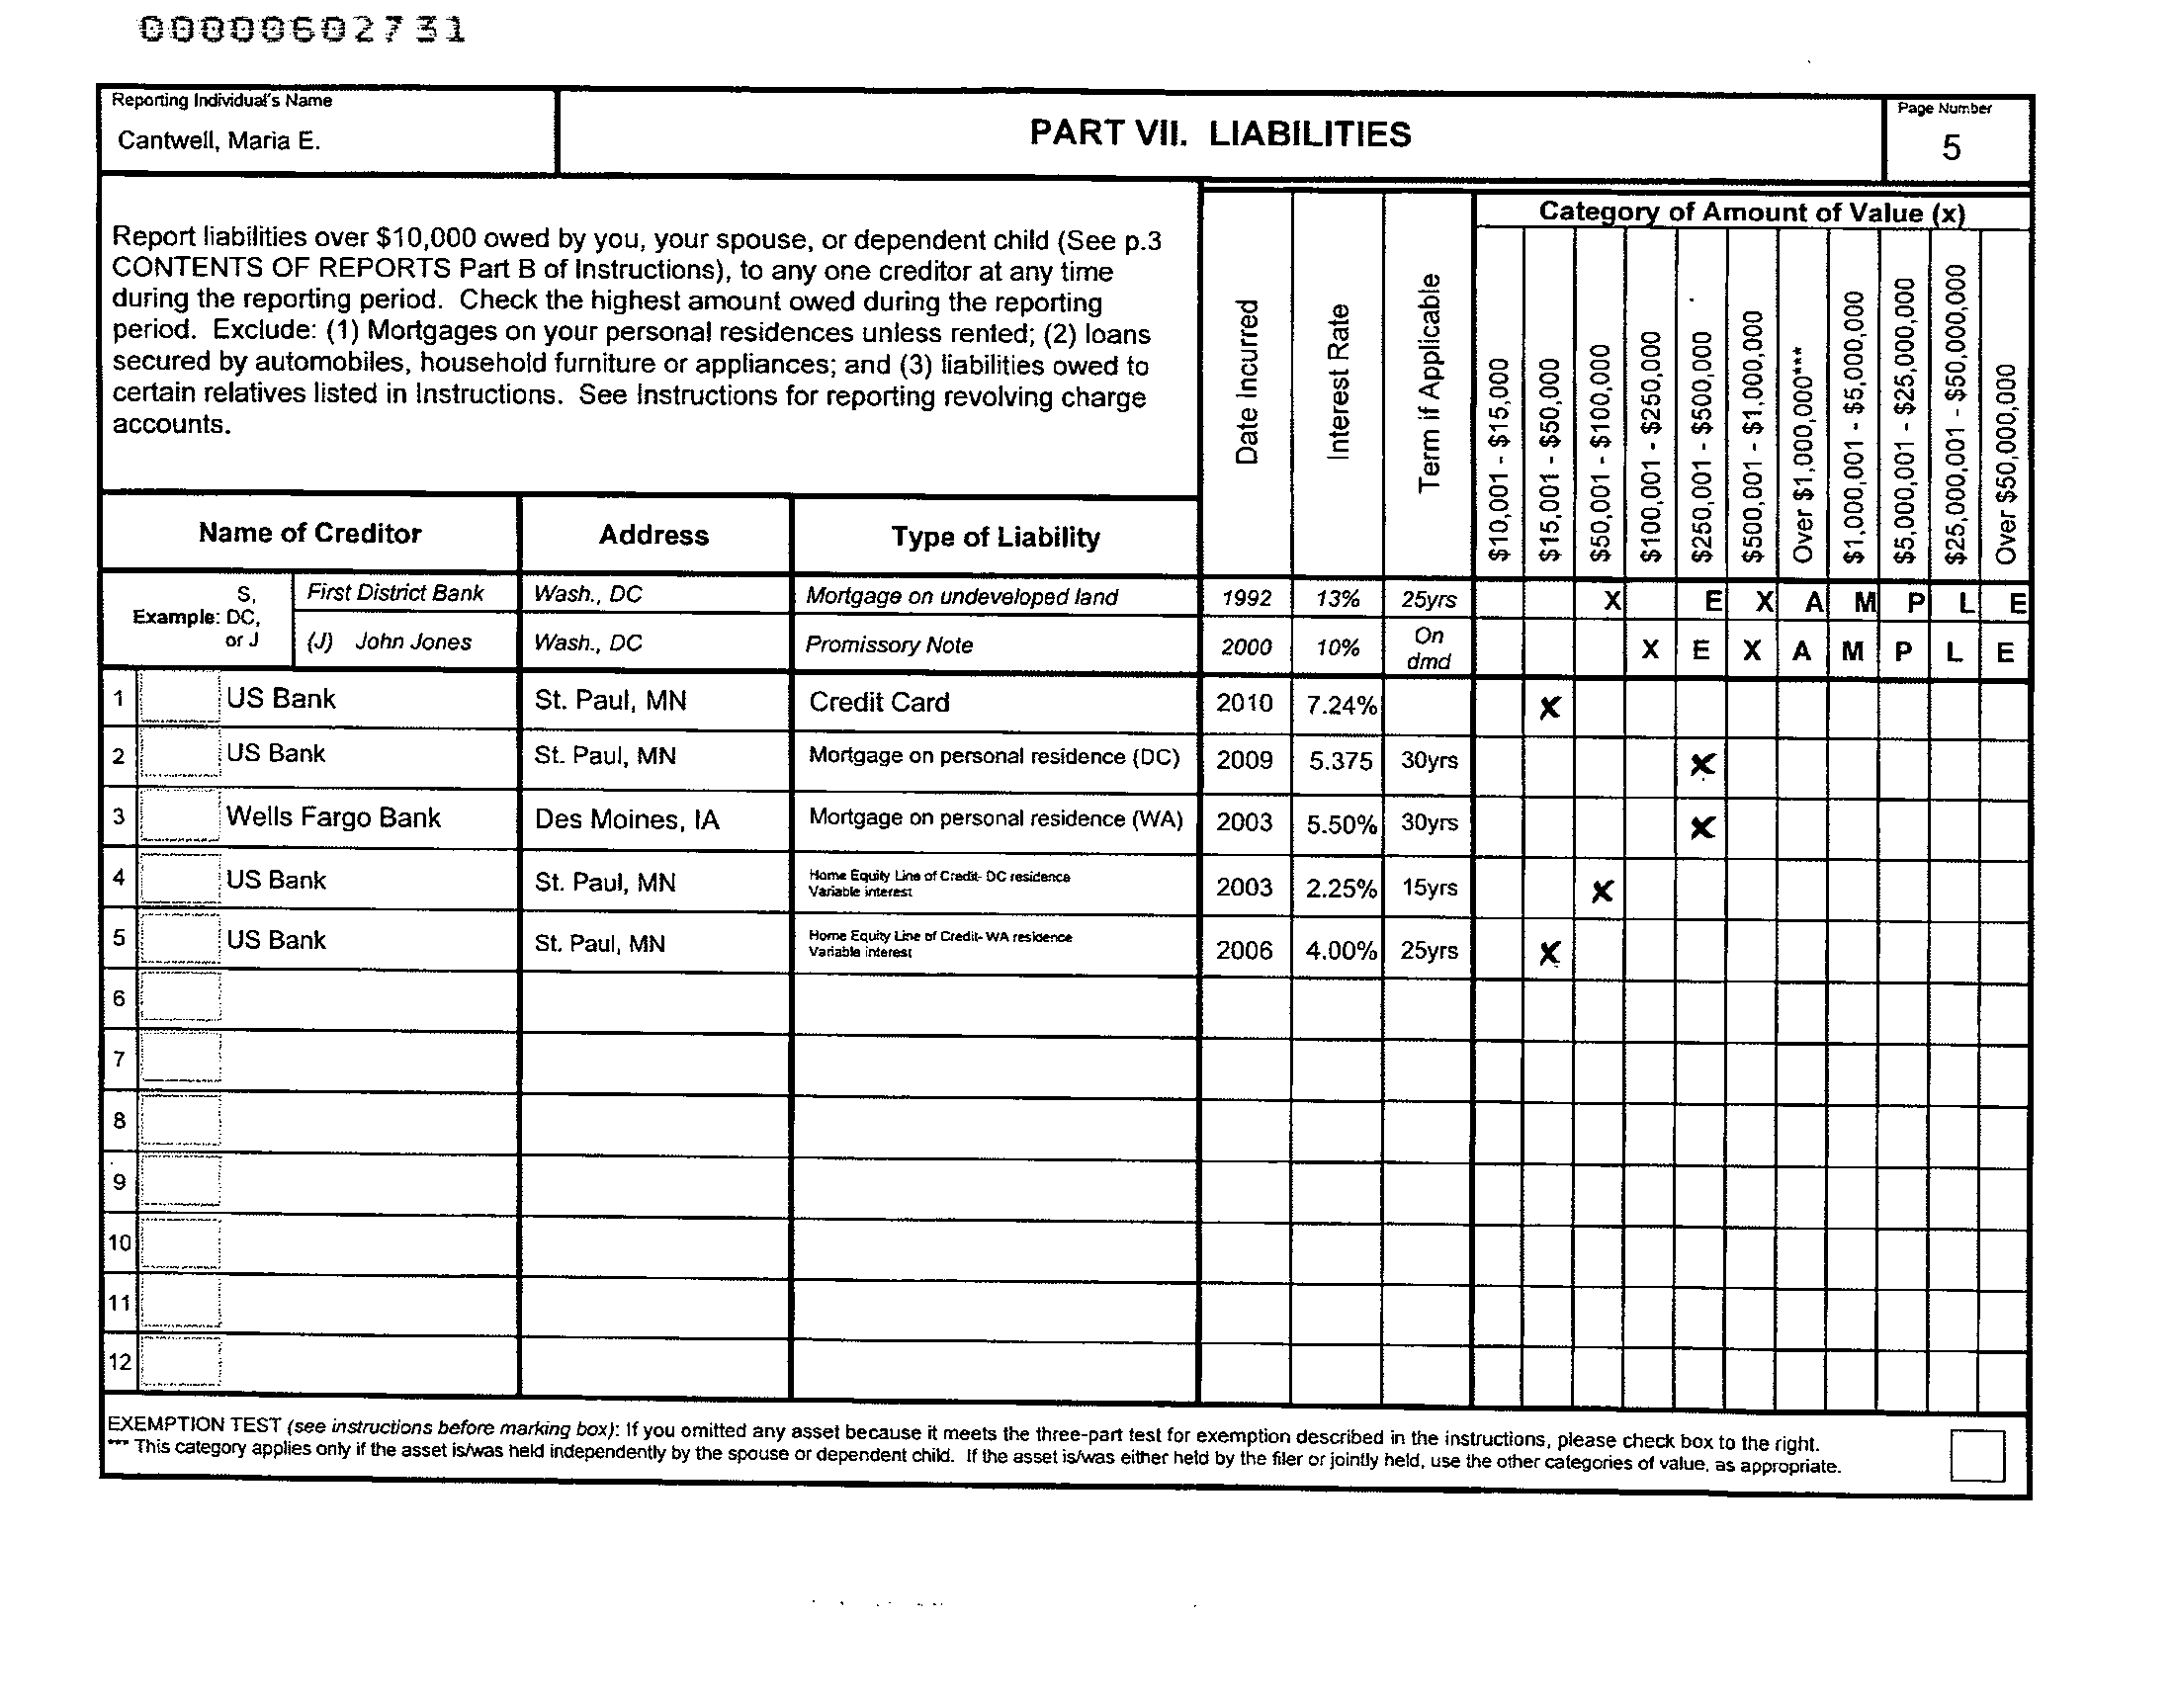 00000602731
Reporting Individual's Name
Cantwell, Maria E.
PART VII. LIABILITIES
Page Number
5
Report liabilities over $10,000 owed by you, your spouse, or dependent child (See p.3
CONTENTS OF REPORTS Part B of Instructions), to any one creditor at any time
during the reporting period. Check the highest amount owed during the reporting
period. Exclude: (1) Mortgages on your personal residences unless rented; (2) loans
secured by automobiles, household furniture or appliances; and (3) liabilities owed to
certain relatives listed in Instructions. See Instructions for reporting revolving charge
accounts.
Name of Creditor
Address
Type of Liability
Date Incurred
Interest Rate
Term if Applicable
Category of Amount of Value (x)
$10,001 - $15,000
$15,001 - $50,000
$50,001 - $100,000
$100,001 - $250,000
$250,001 - $500,000
$500,001 - $1,000,000
Over $1,000,000***
$1,000,001 - $5,000,000
$5,000,001 - $25,000,000
$25,000,001 - $50,000,000
Over $50,000,000
Example: S, DC, or J
First District Bank Wash., DC Mortgage on undeveloped land 1992 13% 25yrs X E X A M P L E
(J) John Jones Wash., DC Promissory Note 2000 10% On dmd X E X A M P L E
1 US Bank St. Paul, MN Credit Card 2010 7.24% X
2 US Bank St. Paul, MN Mortgage on personal residence (DC) 2009 5.375 30yrs X
3 Wells Fargo Bank Des Moines, IA Mortgage on personal residence (WA) 2003 5.50% 30yrs X
4 US Bank St. Paul, MN Home Equity Line of Credit- DC residence Variable interest 2003 2.25% 15yrs X
5 US Bank St. Paul, MN Home Equity Line of Credit- WA residence Variable interest 2006 4.00% 25yrs X
6
7
8
9
10
11
12
EXEMPTION TEST (see instructions before marking box): If you omitted any asset because it meets the three-part test for exemption described in the instructions, please check box to the right.
*** This category applies only if the asset is/was held independently by the spouse or dependent child. If the asset is/was either held by the filer or jointly held, use the other categories of value, as appropriate.